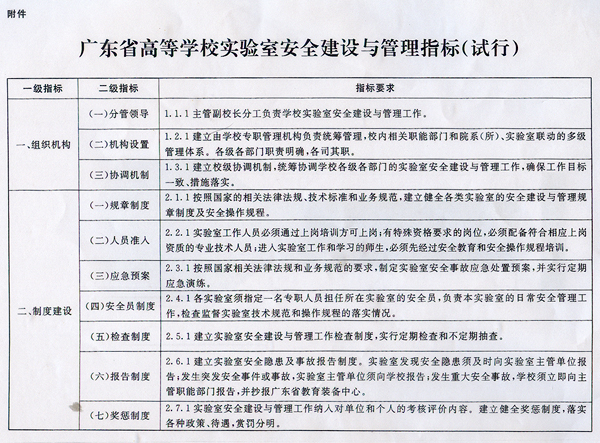 附件
广东省高等学校实验室安全建设与管理指标(试行)
一级指标 二级指标 指标要求
一、组织机构
(一)分管领导 1.1.1 主管副校长分工负责学校实验室安全建设与管理工作。
(二)机构设置 1.2.1 建立由学校专职管理机构负责统筹管理,校内相关职能部门和院系(所)、实验室联动的多级
管理体系。各级各部门职责明确,各司其职。
(三)协调机制 1.3.1 建立校级协调机制,统筹协调学校各级各部门的实验室安全建设与管理工作,确保工作目标
一致、措施落实。
二、制度建设
(一)规章制度 2.1.1 按照国家的相关法律法规、技术标准和业务规范,建立健全各类实验室的安全建设与管理规
章制度及安全操作规程。
(二)人员准入 2.2.1 实验室工作人员必须通过上岗培训方可上岗;有特殊资格要求的岗位,必须配备符合相应上岗
资质的专业技术人员;进入实验室工作和学习的师生,必须先经过安全教育和安全操作规程培训。
(三)应急预案 2.3.1 按照国家相关法律法规和业务规范的要求,制定实验室安全事故应急处置预案,并实行定期
应急演练。
(四)安全员制度 2.4.1 各实验室须指定一名专职人员担任所在实验室的安全员,负责本实验室的日常安全管理工
作,检查监督实验室技术规范和操作规程的落实情况。
(五)检查制度 2.5.1 建立实验室安全建设与管理工作检查制度,实行定期检查和不定期抽查。
(六)报告制度 2.6.1 建立实验室安全隐患及事故报告制度。实验室发现安全隐患须及时向实验室主管单位报
告;发生突发安全事件或事故,实验室主管单位须向学校报告;发生重大安全事故,学校须立即向主
管职能部门报告,并抄报广东省教育装备中心。
(七)奖惩制度 2.7.1 实验室安全建设与管理工作纳入对单位和个人的考核评价内容。建立健全奖惩制度,落实
各种政策、待遇,赏罚分明。